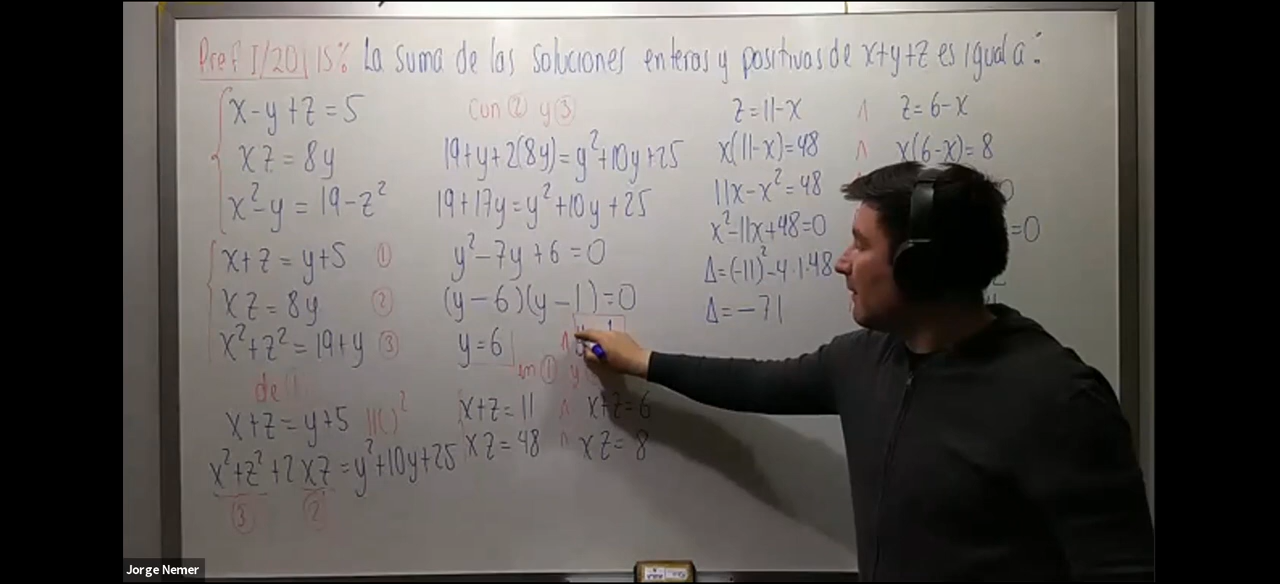 Pref I/20 | 15% La suma de las soluciones enteros y positivas de x+y+z es igual a:
x-y+z=5
xz=8y
x²-y=19-z²
x+z=y+5 ①
xz=8y ②
x²+z²=19+y ③
de
x+z=y+5 ||()²
x²+z²+2xz=y²+10y+25
③ ②
con ② y ③
19+y+2(8y)=y²+10y+25
19+17y=y²+10y+25
y²-7y+6=0
(y-6)(y-1)=0
y=6 ∧
en ① y
x+z=11 ∧ x+z=6
xz=48 ∧ xz=8
z=11-x ∧ z=6-x
x(11-x)=48 ∧ x(6-x)=8
11x-x²=48
x²-11x+48=0 =0
Δ=(-11)²-4·1·48
Δ=-71
Jorge Nemer